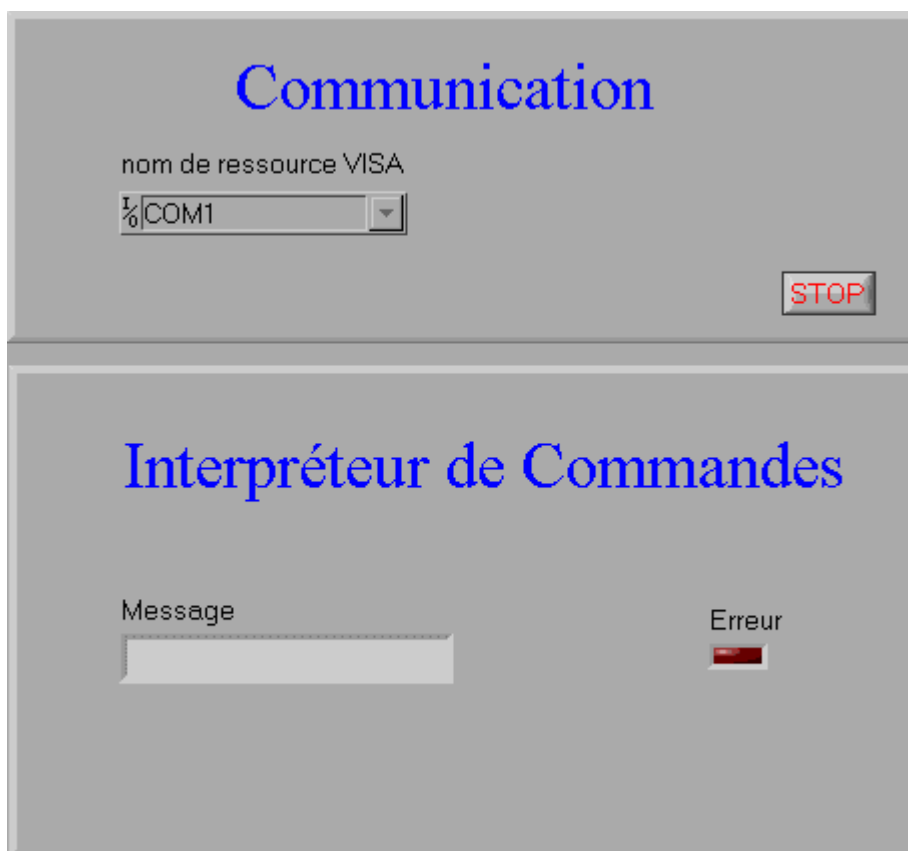 Communication
nom de ressource VISA
I/O COM1
STOP
Interpréteur de Commandes
Message
Erreur